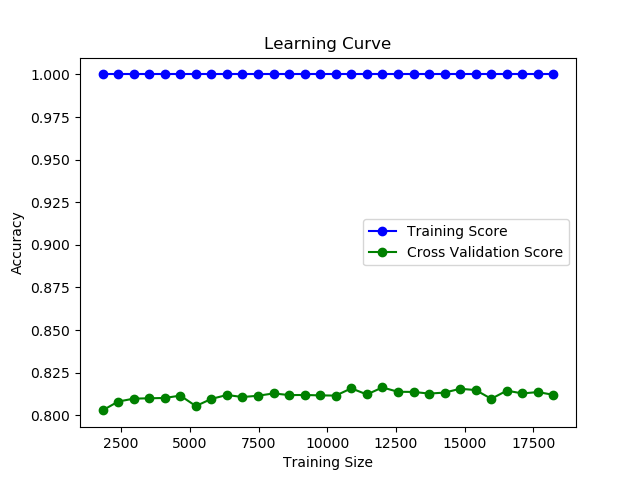 Learning Curve
1.000
0.975
0.950
0.925
0.900
0.875
0.850
0.825
0.800
Accuracy
Training Score
Cross Validation Score
2500 5000 7500 10000 12500 15000 17500
Training Size